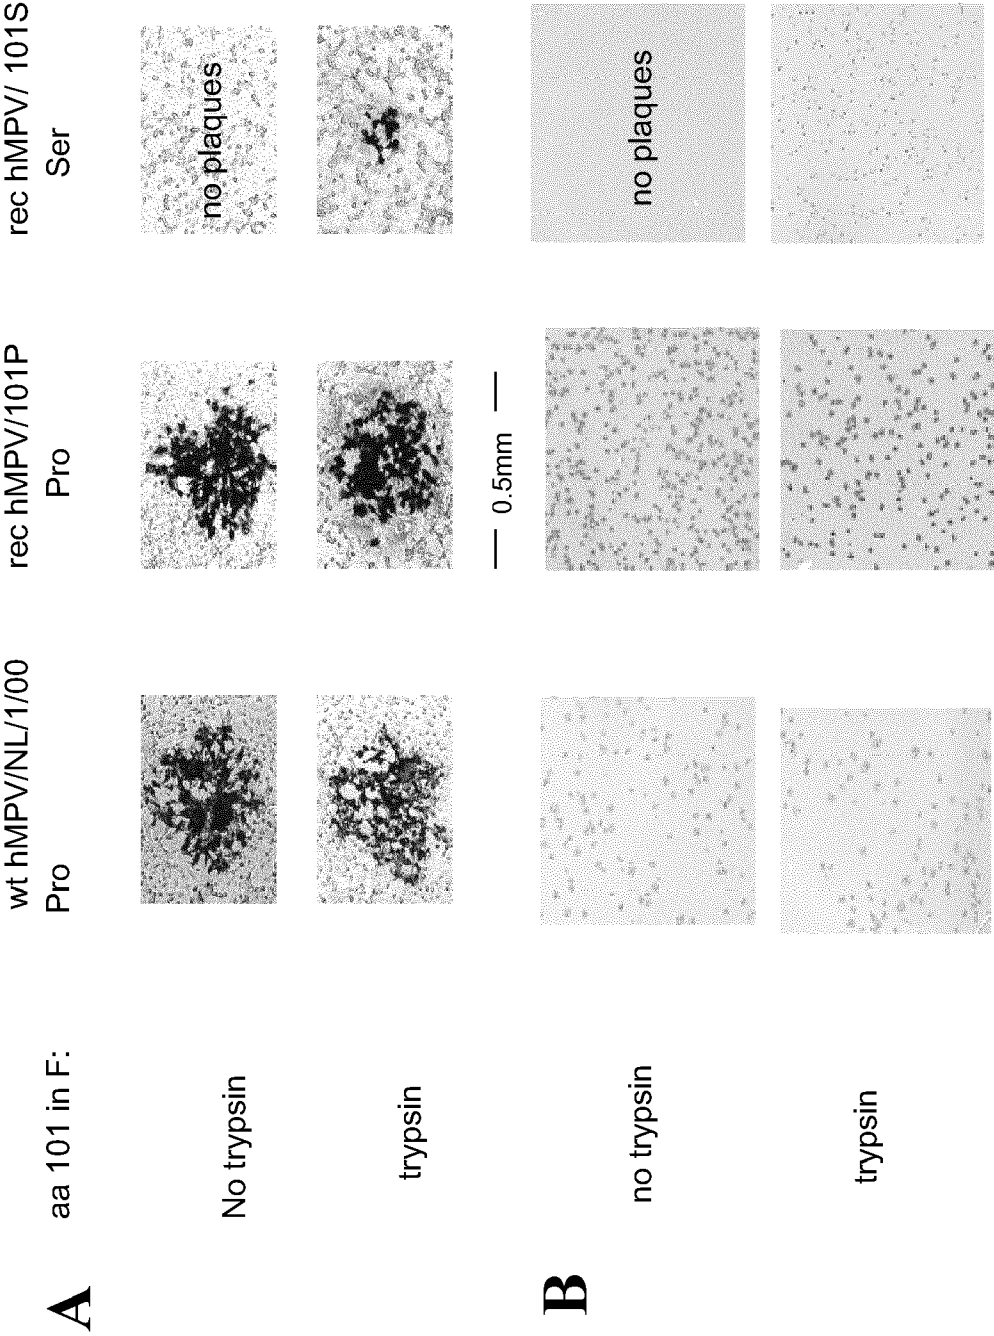 wt hMPV/NL/1/00 rec hMPV/101P rec hMPV/ 101S
A aa 101 in F: Pro Pro Ser
No trypsin no plaques
trypsin
0.5mm
B
no trypsin no plaques
trypsin